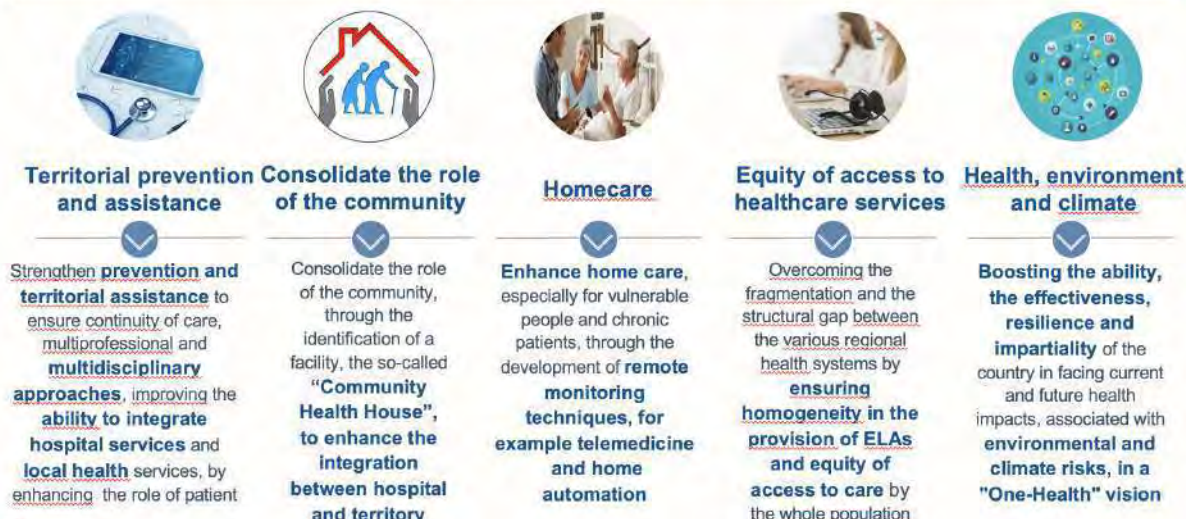 Territorial prevention
and assistance
Strengthen prevention and
territorial assistance to
ensure continuity of care,
multiprofessional and
multidisciplinary
approaches, improving the
ability to integrate
hospital services and
local health services, by
enhancing the role of patient
Consolidate the role
of the community
Consolidate the role
of the community,
through the
identification of a
facility, the so-called
"Community
Health House",
to enhance the
integration
between hospital
and territory
Homecare
Enhance home care,
especially for vulnerable
people and chronic
patients, through the
development of remote
monitoring
techniques, for
example telemedicine
and home
automation
Equity of access to
healthcare services
Overcoming the
fragmentation and the
structural gap between
the various regional
health systems by
ensuring
homogeneity in the
provision of ELAs
and equity of
access to care by
the whole population
Health, environment
and climate
Boosting the ability,
the effectiveness,
resilience and
impartiality of the
country in facing current
and future health
impacts, associated with
environmental and
climate risks, in a
"One-Health" vision